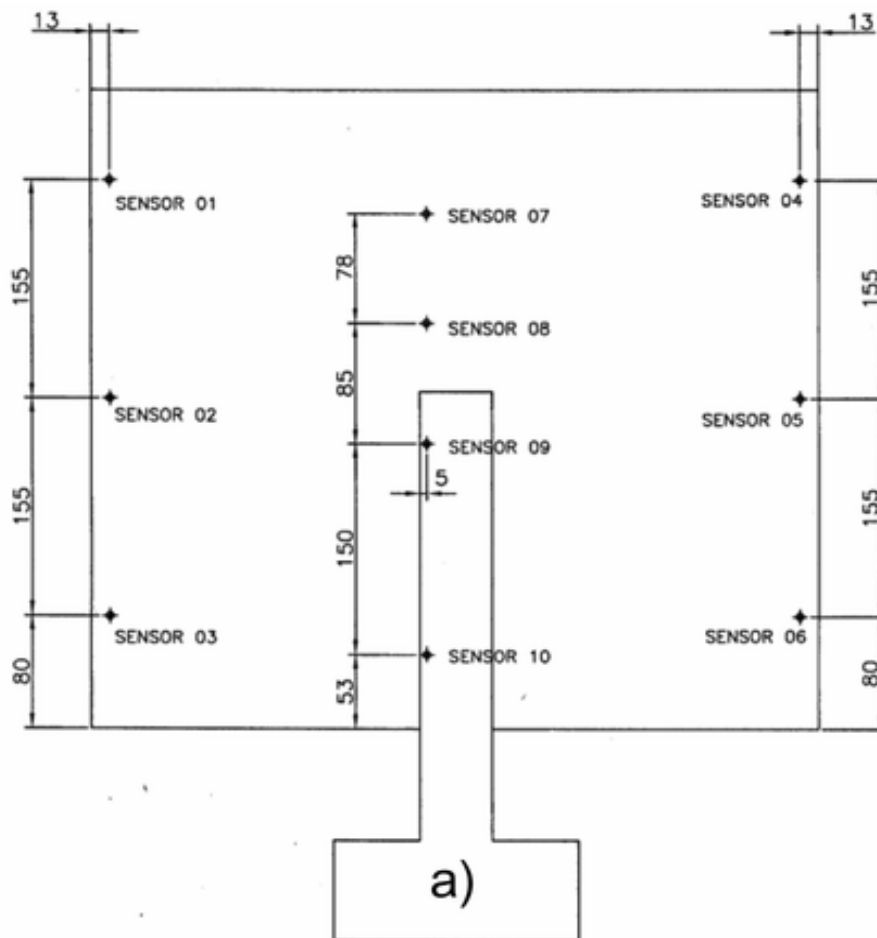 13
13
SENSOR 01
SENSOR 04
SENSOR 07
78
155
155
SENSOR 08
85
SENSOR 02
SENSOR 05
SENSOR 09
5
155
155
150
SENSOR 03
SENSOR 06
SENSOR 10
80
53
80
a)